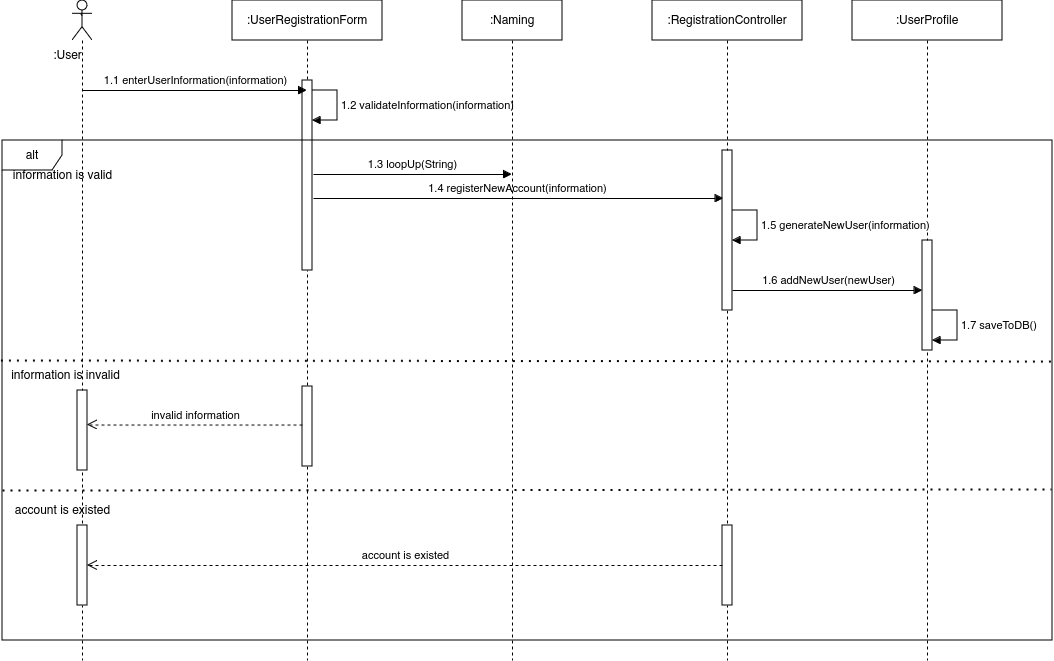 :UserRegistrationForm
:Naming
:RegistrationController
:UserProfile
:User
1.1 enterUserInformation(information)
1.2 validateInformation(information)
alt
information is valid
1.3 loopUp(String)
1.4 registerNewAccount(information)
1.5 generateNewUser(information)
1.6 addNewUser(newUser)
1.7 saveToDB()
information is invalid
invalid information
account is existed
account is existed